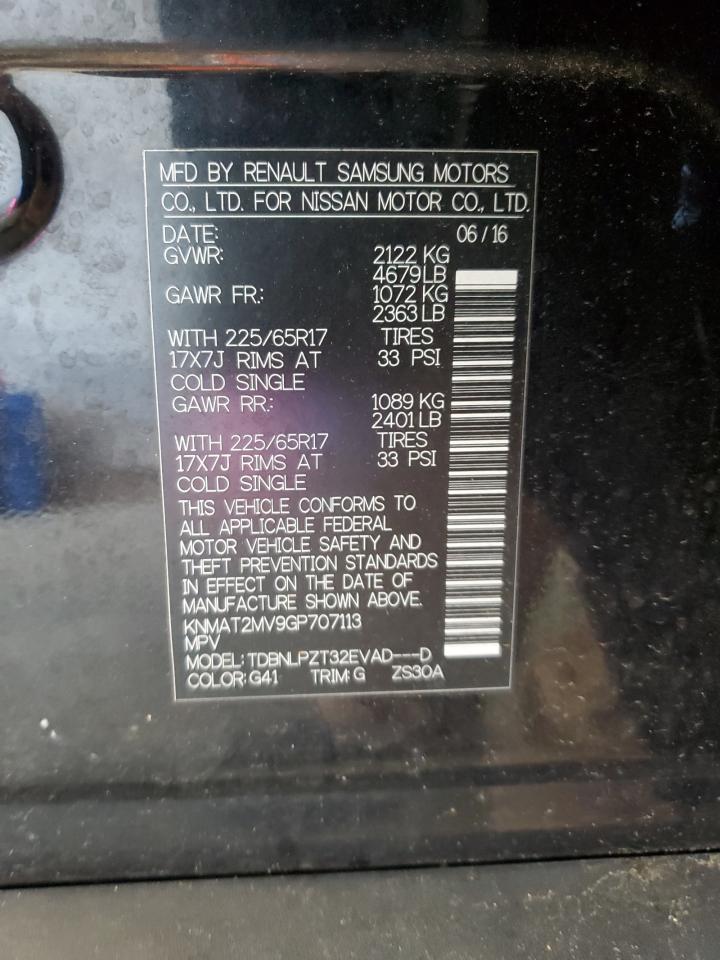 MFD BY RENAULT SAMSUNG MOTORS
CO., LTD. FOR NISSAN MOTOR CO., LTD.
DATE: 06 / 16
GVWR: 2122 KG
4679 LB
GAWR FR.: 1072 KG
2363 LB
WITH 225/65R17 TIRES
17X7J RIMS AT 33 PSI
COLD SINGLE
GAWR RR.: 1089 KG
2401 LB
WITH 225/65R17 TIRES
17X7J RIMS AT 33 PSI
COLD SINGLE
THIS VEHICLE CONFORMS TO
ALL APPLICABLE FEDERAL
MOTOR VEHICLE SAFETY AND
THEFT PREVENTION STANDARDS
IN EFFECT ON THE DATE OF
MANUFACTURE SHOWN ABOVE.
KNMAT2MV9GP707113
MPV
MODEL: TDBNLPZT32EVAD---D
COLOR: G41 TRIM: G ZS30A